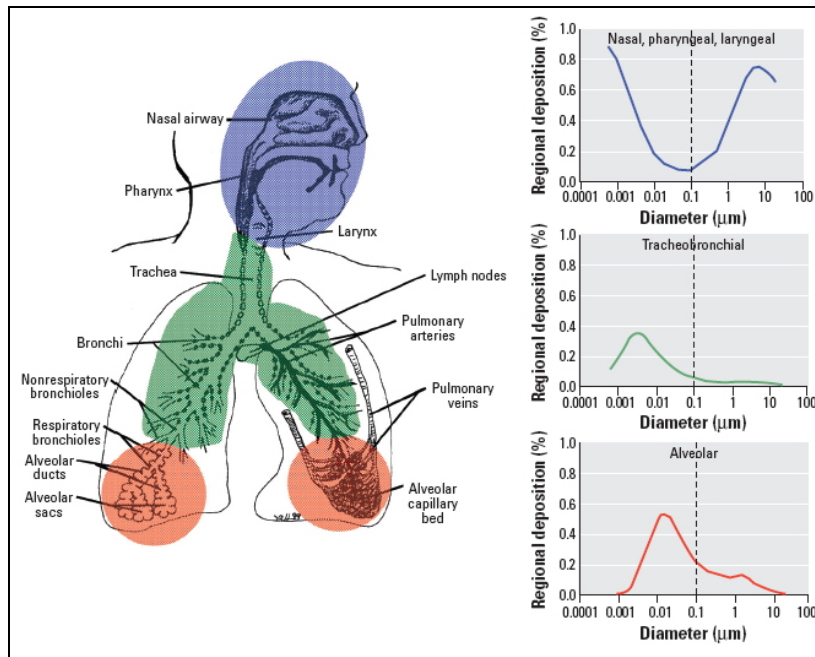 Nasal airway
Pharynx
Larynx
Trachea
Lymph nodes
Bronchi
Pulmonary
arteries
Nonrespiratory
bronchioles
Pulmonary
veins
Respiratory
bronchioles
Alveolar
ducts
Alveolar
sacs
Alveolar
capillary
bed
Regional deposition (%)
Nasal, pharyngeal, laryngeal
1.0
0.8
0.6
0.4
0.2
0.0
0.0001 0.001 0.01 0.1 1 10 100
Diameter (μm)
Regional deposition (%)
Tracheobronchial
1.0
0.8
0.6
0.4
0.2
0.0
0.0001 0.001 0.01 0.1 1 10 100
Diameter (μm)
Regional deposition (%)
Alveolar
1.0
0.8
0.6
0.4
0.2
0.0
0.0001 0.001 0.01 0.1 1 10 100
Diameter (μm)